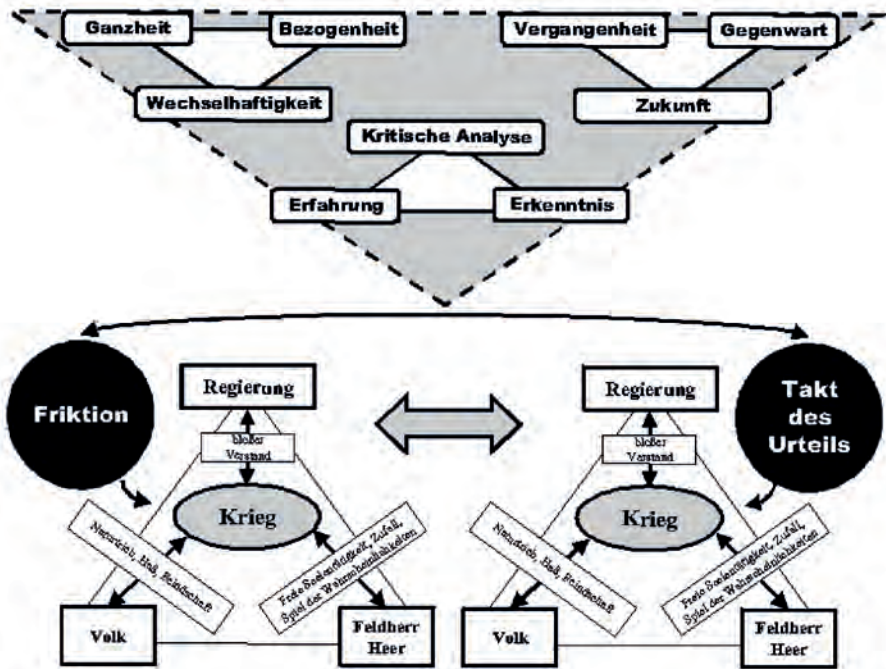 Ganzheit
Bezogenheit
Vergangenheit
Gegenwart
Wechselhaftigkeit
Zukunft
Kritische Analyse
Erfahrung
Erkenntnis
Friktion
Regierung
bloßer
Verstand
Krieg
Naturtrieb, Haß, Feindschaft
Freie Seelentätigkeit, Zufall,
Spiel der Wahrscheinlichkeiten
Volk
Feldherr
Heer
Regierung
bloßer
Verstand
Krieg
Naturtrieb, Haß, Feindschaft
Freie Seelentätigkeit, Zufall,
Spiel der Wahrscheinlichkeiten
Volk
Feldherr
Heer
Takt
des
Urteils